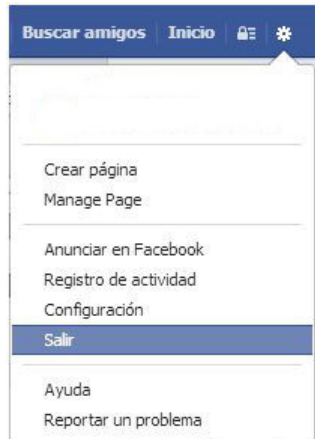 Buscar amigos Inicio
Crear página
Manage Page
Anunciar en Facebook
Registro de actividad
Configuración
Salir
Ayuda
Reportar un problema